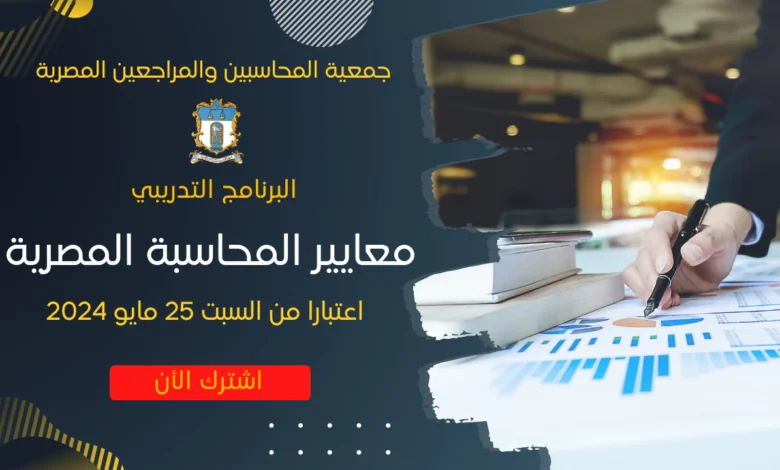 جمعية المحاسبين والمراجعين المصرية
البرنامج التدريبي
معايير المحاسبة المصرية
اعتبارا من السبت 25 مايو 2024
اشترك الأن